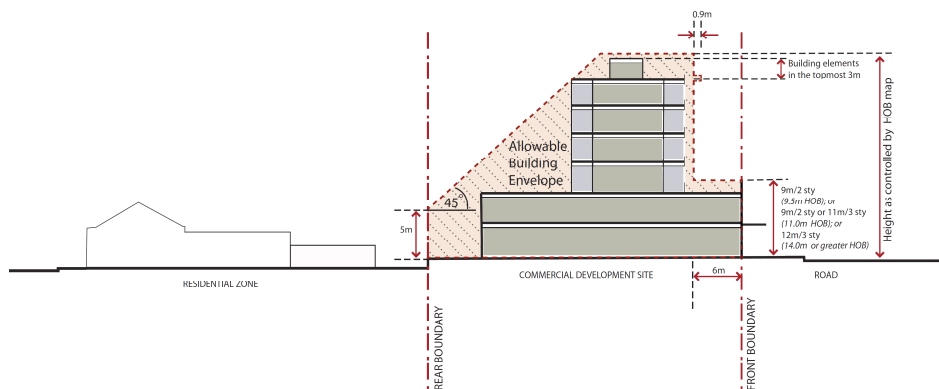 0.9m
Building elements
in the topmost 3m
Allowable
Building
Envelope
45°
5m
9m/2 sty
(9.5m HOB); or
9m/2 sty or 11m/3 sty
(11.0m HOB); or
12m/3 sty
(14.0m or greater HOB)
Height as controlled by HOB map
RESIDENTIAL ZONE
COMMERCIAL DEVELOPMENT SITE
6m
ROAD
REAR BOUNDARY
FRONT BOUNDARY